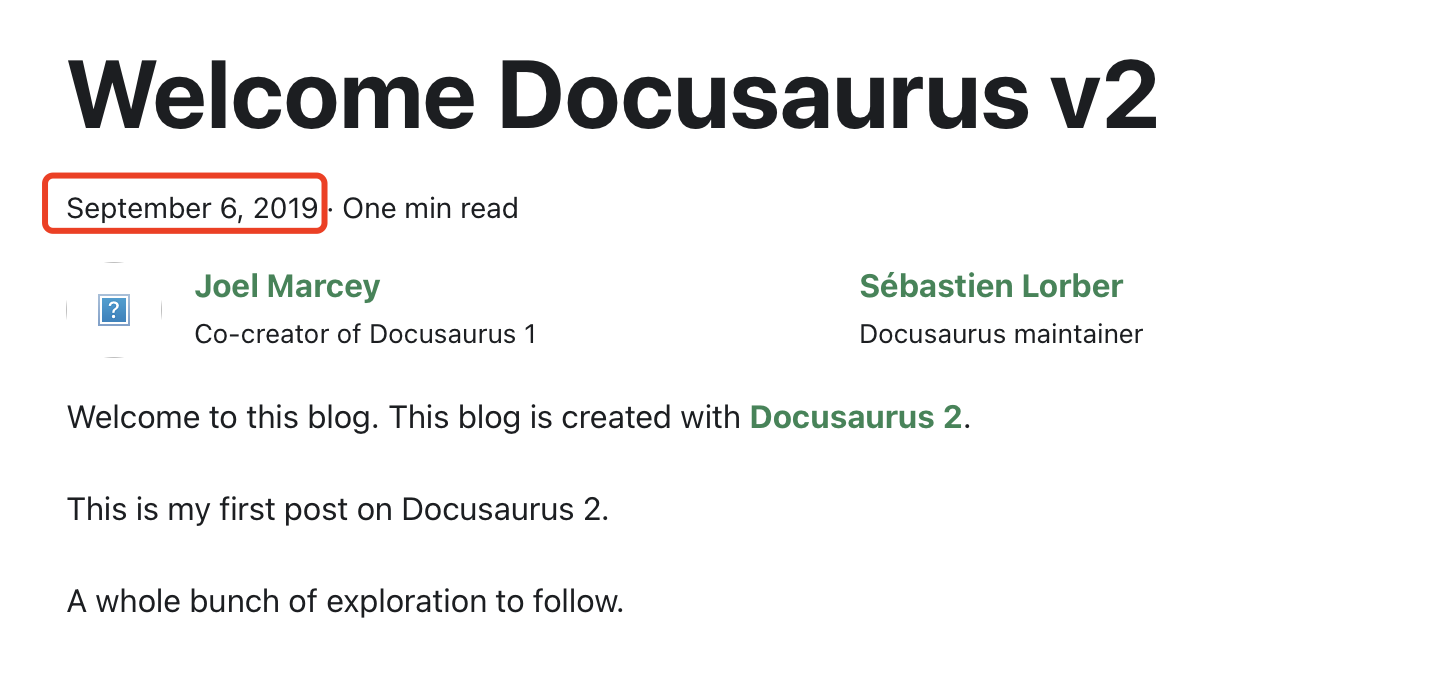 Welcome Docusaurus v2
September 6, 2019 · One min read
?
Joel Marcey
Co-creator of Docusaurus 1
Sébastien Lorber
Docusaurus maintainer
Welcome to this blog. This blog is created with Docusaurus 2.
This is my first post on Docusaurus 2.
A whole bunch of exploration to follow.